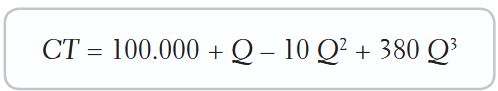 CT = 100.000 + Q – 10 Q² + 380 Q³